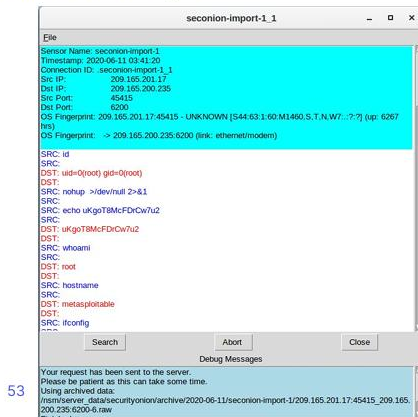 seconion-import-1_1
File
Sensor Name: seconion-import-1
Timestamp: 2020-06-11 03:41:20
Connection ID: .seconion-import-1_1
Src IP: 209.165.201.17
Dst IP: 209.165.200.235
Src Port: 45415
Dst Port: 6200
OS Fingerprint: 209.165.201.17:45415 - UNKNOWN [S44:63:1:60:M1460,S,T,N,W7:.:?:?] (up: 6267
hrs)
OS Fingerprint: -> 209.165.200.235:6200 (link: ethernet/modem)
SRC: id
SRC:
DST: uid=0(root) gid=0(root)
DST:
SRC: nohup >/dev/null 2>&1
SRC:
SRC: echo uKgoT8McFDrCw7u2
SRC:
DST: uKgoT8McFDrCw7u2
DST:
SRC: whoami
SRC:
DST: root
DST:
SRC: hostname
SRC:
DST: metasploitable
DST:
SRC: ifconfig
SRC:
Search Abort Close
Debug Messages
Your request has been sent to the server.
Please be patient as this can take some time.
Using archived data:
/nsm/server_data/securityonion/archive/2020-06-11/seconion-import-1/209.165.201.17:45415_209.165.
200.235:6200-6.raw
53